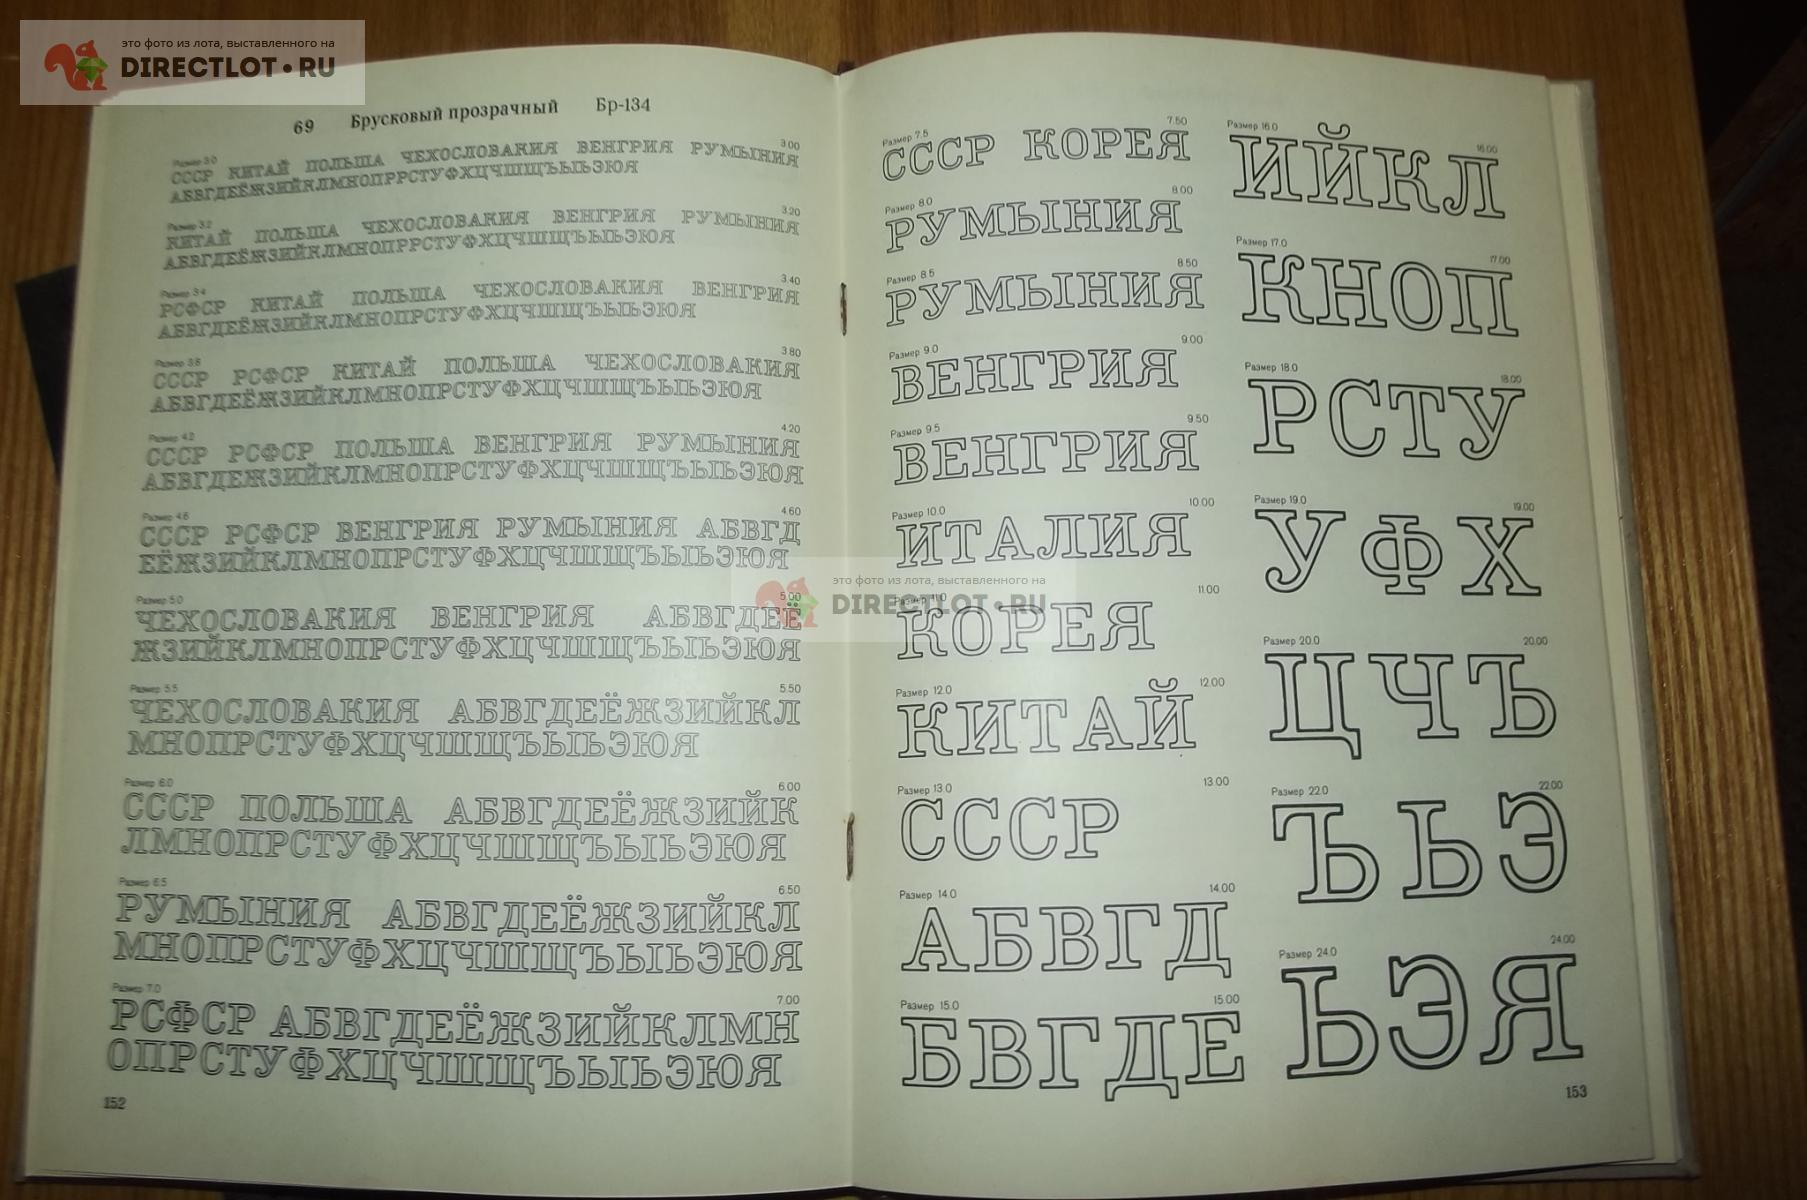 это фото из лота, выставленного на
DIRECTLOT•RU
69 Брусковый прозрачный Бр-134
Размер 3.0 3.00
СССР КИТАЙ ПОЛЬША ЧЕХОСЛОВАКИЯ ВЕНГРИЯ РУМЫНИЯ
АБВГДЕЁЖЗИЙКЛМНОПРРСТУФХЦЧШЩЪЫЬЭЮЯ
Размер 3.2 3.20
КИТАЙ ПОЛЬША ЧЕХОСЛОВАКИЯ ВЕНГРИЯ РУМЫНИЯ
АБВГДЕЁЖЗИЙКЛМНОПРРСТУФХЦЧШЩЪЫЬЭЮЯ
Размер 3.4 3.40
РСФСР КИТАЙ ПОЛЬША ЧЕХОСЛОВАКИЯ ВЕНГРИЯ
АБВГДЕЁЖЗИЙКЛМНОПРСТУФХЦЧШЩЪЫЬЭЮЯ
Размер 3.8 3.80
СССР РСФСР КИТАЙ ПОЛЬША ЧЕХОСЛОВАКИЯ
АБВГДЕЁЖЗИЙКЛМНОПРСТУФХЦЧШЩЪЫЬЭЮЯ
Размер 4.2 4.20
СССР РСФСР ПОЛЬША ВЕНГРИЯ РУМЫНИЯ
АБВГДЕЖЗИЙКЛМНОПРСТУФХЦЧШЩЪЫЬЭЮЯ
Размер 4.6 4.60
СССР РСФСР ВЕНГРИЯ РУМЫНИЯ АБВГД
ЕЁЖЗИЙКЛМНОПРСТУФХЦЧШЩЪЫЬЭЮЯ
Размер 5.0 5.00
ЧЕХОСЛОВАКИЯ ВЕНГРИЯ АБВГДЕЁ
ЖЗИЙКЛМНОПРСТУФХЦЧШЩЪЫЬЭЮЯ
Размер 5.5 5.50
ЧЕХОСЛОВАКИЯ АБВГДЕЁЖЗИЙКЛ
МНОПРСТУФХЦЧШЩЪЫЬЭЮЯ
Размер 6.0 6.00
СССР ПОЛЬША АБВГДЕЁЖЗИЙК
ЛМНОПРСТУФХЦЧШЩЪЫЬЭЮЯ
Размер 6.5 6.50
РУМЫНИЯ АБВГДЕЁЖЗИЙКЛ
МНОПРСТУФХЦЧШЩЪЫЬЭЮЯ
Размер 7.0 7.00
РСФСР АБВГДЕЁЖЗИЙКЛМН
ОПРСТУФХЦЧШЩЪЫЬЭЮЯ
152
Размер 7.5 7.50
СССР КОРЕЯ
Размер 8.0 8.00
РУМЫНИЯ
Размер 8.5 8.50
РУМЫНИЯ
Размер 9.0 9.00
ВЕНГРИЯ
Размер 9.5 9.50
ВЕНГРИЯ
Размер 10.0 10.00
ИТАЛИЯ
это фото из лота, выставленного на
DIRECTLOT•RU
Размер 11.0 11.00
КОРЕЯ
Размер 12.0 12.00
КИТАЙ
Размер 13.0 13.00
СССР
Размер 14.0 14.00
АБВГД
Размер 15.0 15.00
БВГДЕ
Размер 16.0 16.00
ИЙКЛ
Размер 17.0 17.00
КНОП
Размер 18.0 18.00
РСТУ
Размер 19.0 19.00
УФХ
Размер 20.0 20.00
ЦЧЪ
Размер 22.0 22.00
ЪЬЭ
Размер 24.0 24.00
ЬЭЯ
153